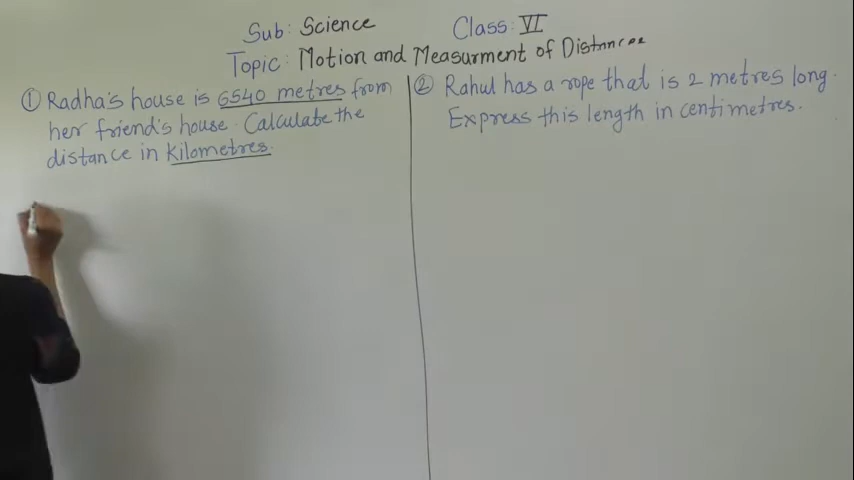 Sub: Science Class: VI
Topic: Motion and Measurment of Distances
① Radha's house is 6540 metres from
her friend's house. Calculate the
distance in kilometres.
② Rahul has a rope that is 2 metres long.
Express this length in centimetres.